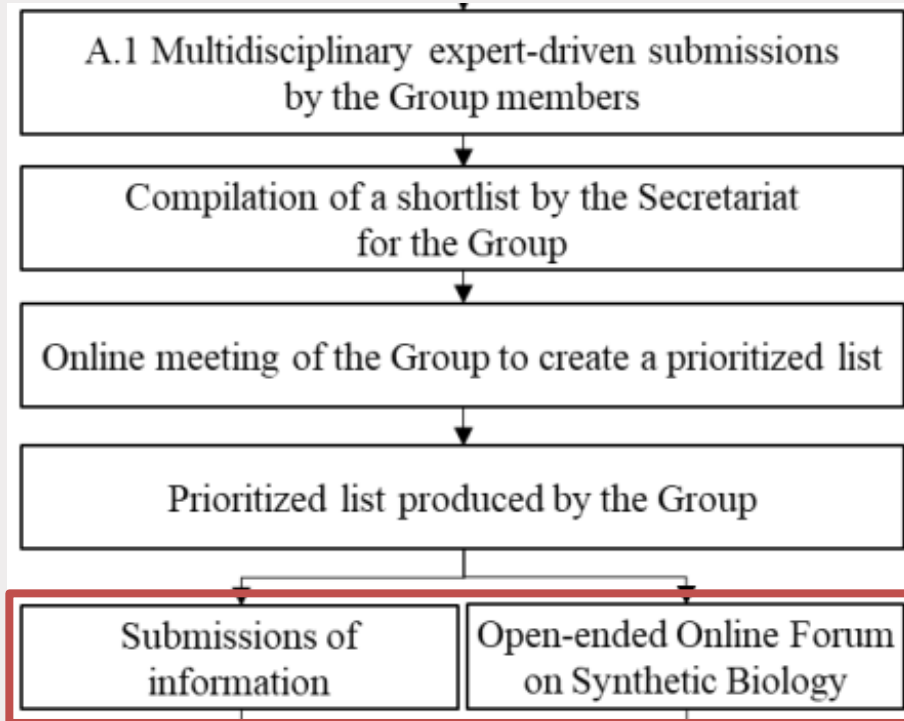 A.1 Multidisciplinary expert-driven submissions
by the Group members
Compilation of a shortlist by the Secretariat
for the Group
Online meeting of the Group to create a prioritized list
Prioritized list produced by the Group
Submissions of
information
Open-ended Online Forum
on Synthetic Biology